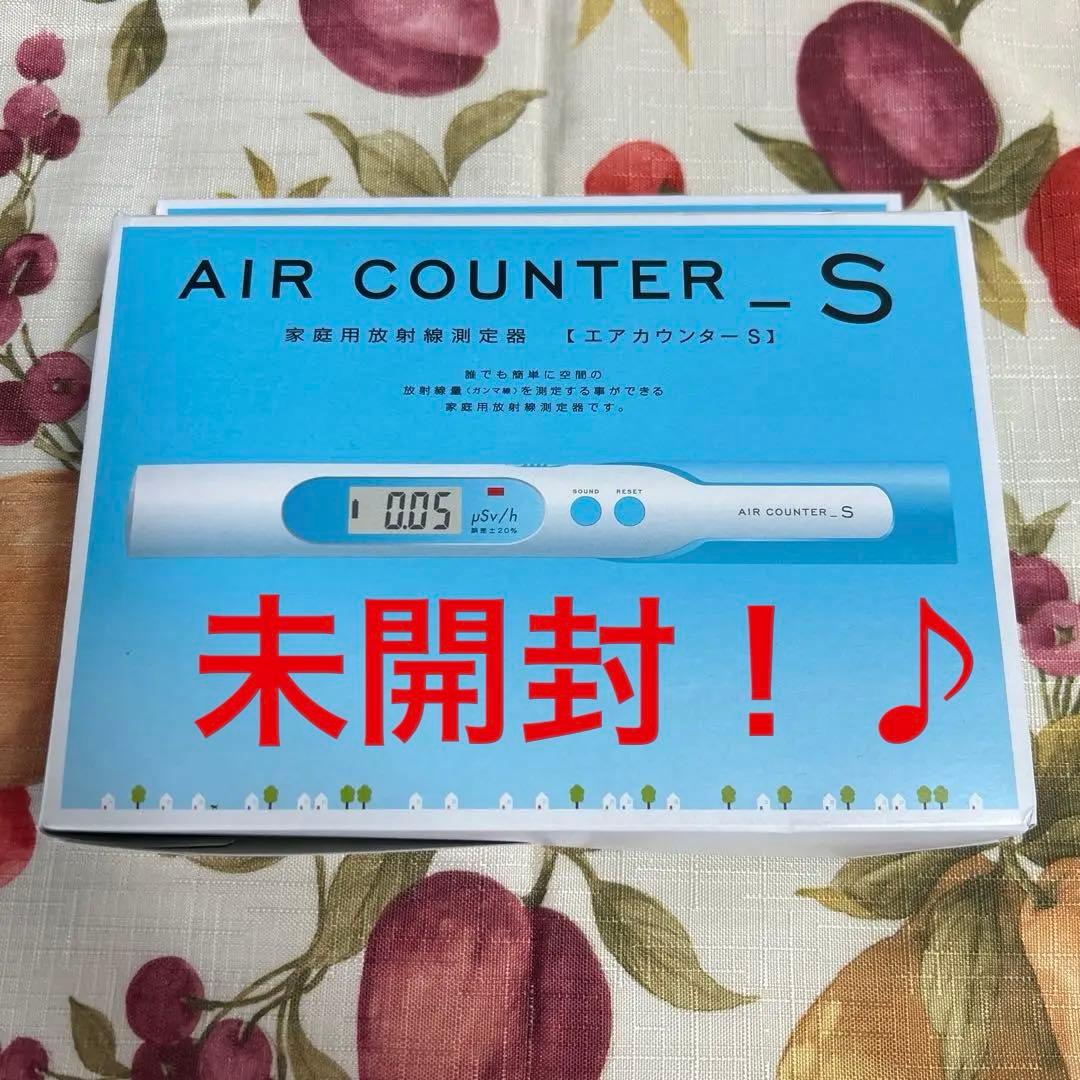 AIR COUNTER_S
家庭用放射線測定器 【エアカウンターS】
誰でも簡単に空間の
放射線量（ガンマ線）を測定する事ができる
家庭用放射線測定器です。
0.05
μSv/h
誤差±20%
SOUND RESET
AIR COUNTER_S
未開封！♪